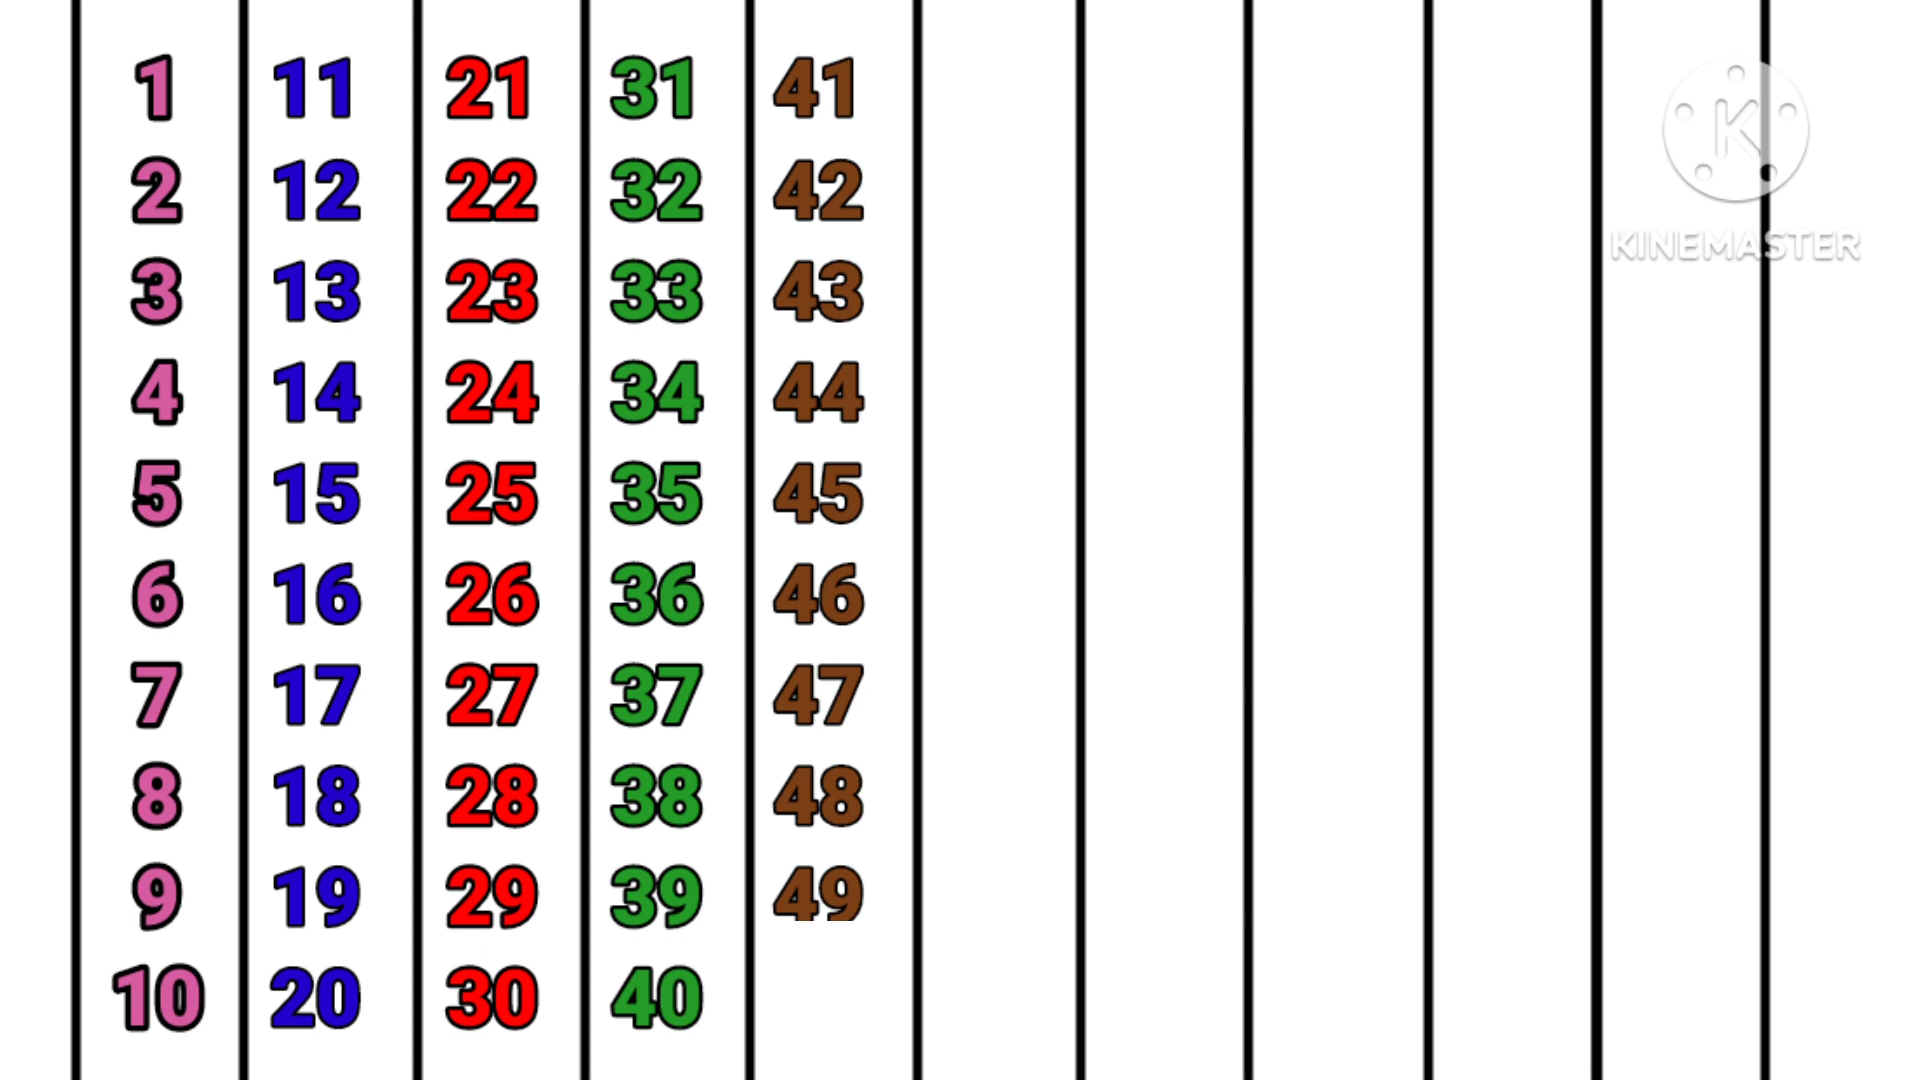 1 11 21 31 41
2 12 22 32 42
3 13 23 33 43
4 14 24 34 44
5 15 25 35 45
6 16 26 36 46
7 17 27 37 47
8 18 28 38 48
9 19 29 39 49
10 20 30 40
K
KINEMASTER